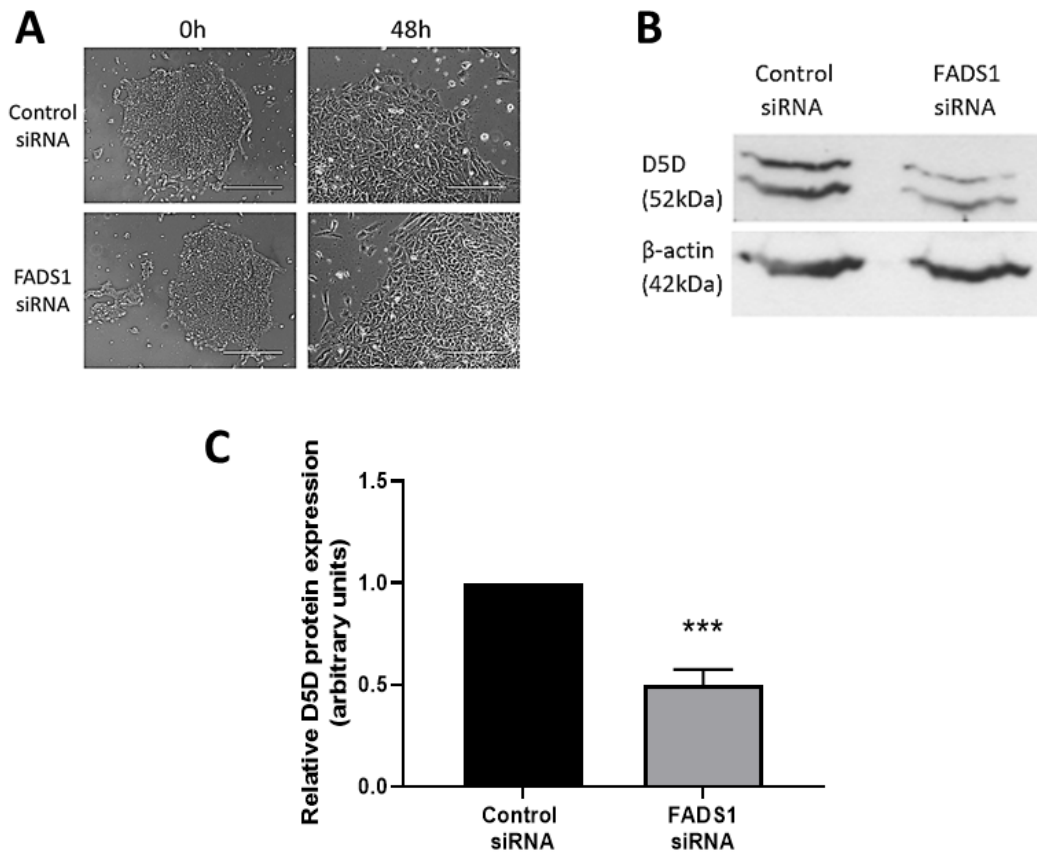 A
0h
48h
Control
siRNA
FADS1
siRNA
B
Control
siRNA
FADS1
siRNA
D5D
(52kDa)
β-actin
(42kDa)
C
Relative D5D protein expression
(arbitrary units)
1.5
1.0
0.5
0.0
***
Control
siRNA
FADS1
siRNA